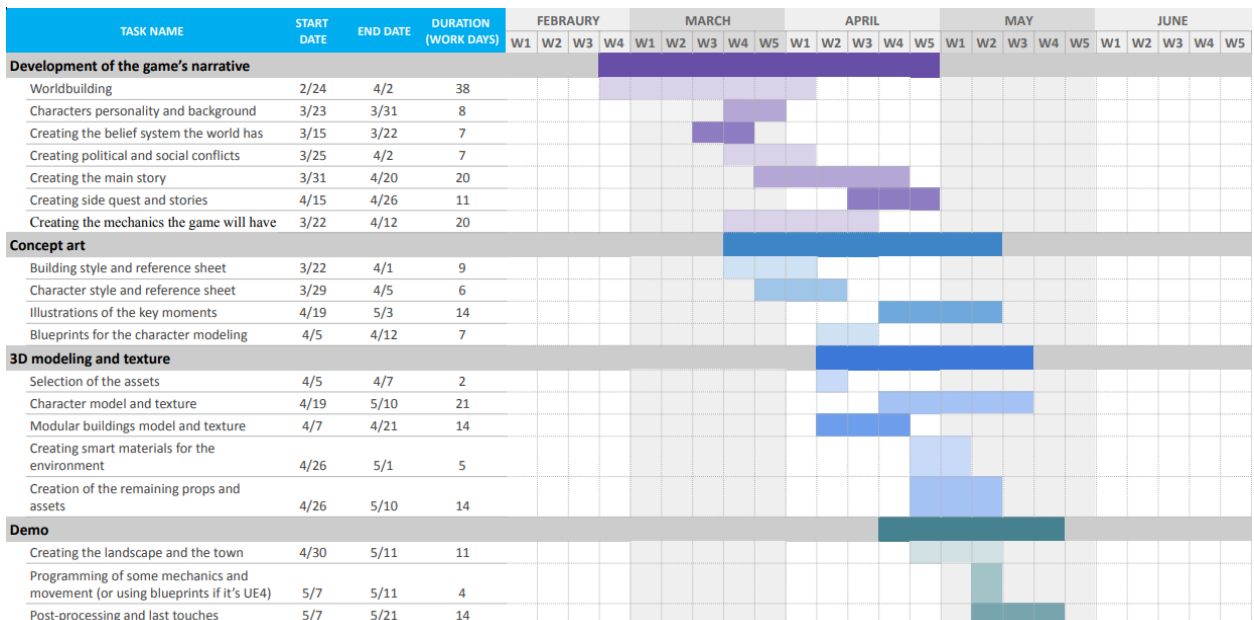 TASK NAME START DATE END DATE DURATION (WORK DAYS) FEBRAURY MARCH APRIL MAY JUNE
W1 W2 W3 W4 W1 W2 W3 W4 W5 W1 W2 W3 W4 W5 W1 W2 W3 W4 W5 W1 W2 W3 W4 W5
Development of the game's narrative
Worldbuilding 2/24 4/2 38
Characters personality and background 3/23 3/31 8
Creating the belief system the world has 3/15 3/22 7
Creating political and social conflicts 3/25 4/2 7
Creating the main story 3/31 4/20 20
Creating side quest and stories 4/15 4/26 11
Creating the mechanics the game will have 3/22 4/12 20
Concept art
Building style and reference sheet 3/22 4/1 9
Character style and reference sheet 3/29 4/5 6
Illustrations of the key moments 4/19 5/3 14
Blueprints for the character modeling 4/5 4/12 7
3D modeling and texture
Selection of the assets 4/5 4/7 2
Character model and texture 4/19 5/10 21
Modular buildings model and texture 4/7 4/21 14
Creating smart materials for the
environment 4/26 5/1 5
Creation of the remaining props and
assets 4/26 5/10 14
Demo
Creating the landscape and the town 4/30 5/11 11
Programming of some mechanics and
movement (or using blueprints if it's UE4) 5/7 5/11 4
Post-processing and last touches 5/7 5/21 14